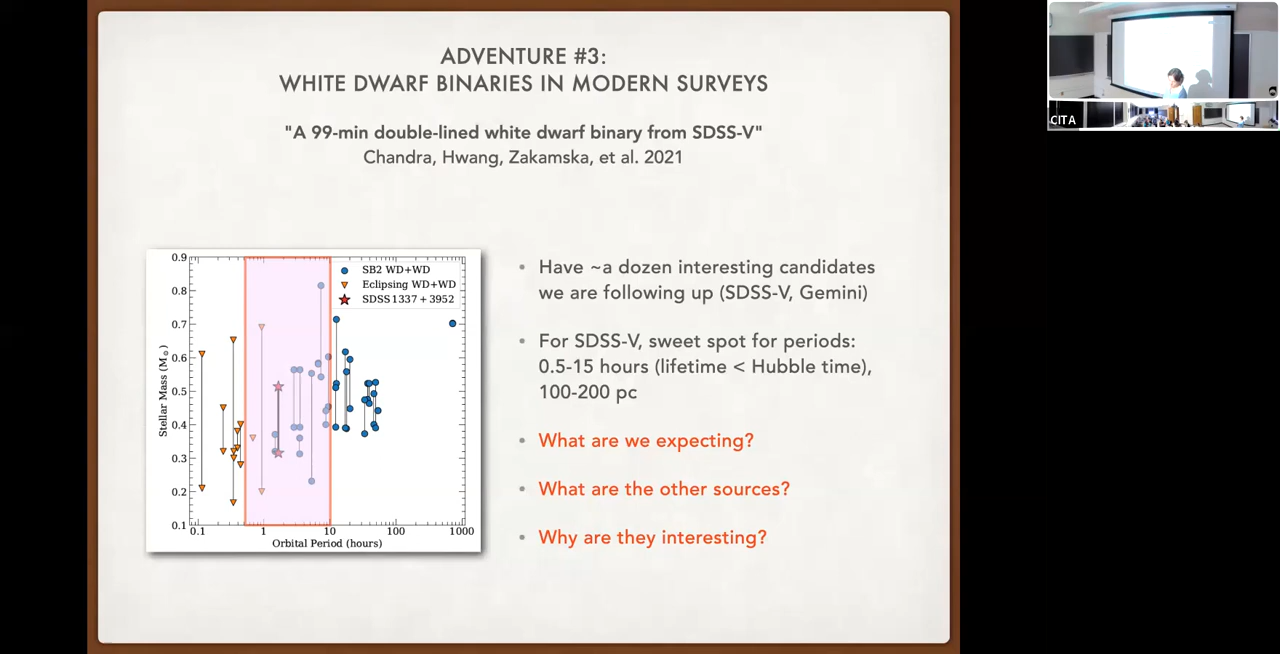 ADVENTURE #3:
WHITE DWARF BINARIES IN MODERN SURVEYS
"A 99-min double-lined white dwarf binary from SDSS-V"
Chandra, Hwang, Zakamska, et al. 2021
0.9
0.8
0.7
0.6
0.5
0.4
0.3
0.2
0.1
Stellar Mass (M⊙)
SB2 WD+WD
Eclipsing WD+WD
SDSS 1337+3952
0.1 1 10 100 1000
Orbital Period (hours)
• Have ~a dozen interesting candidates
we are following up (SDSS-V, Gemini)
• For SDSS-V, sweet spot for periods:
0.5-15 hours (lifetime < Hubble time),
100-200 pc
• What are we expecting?
• What are the other sources?
• Why are they interesting?
CITA